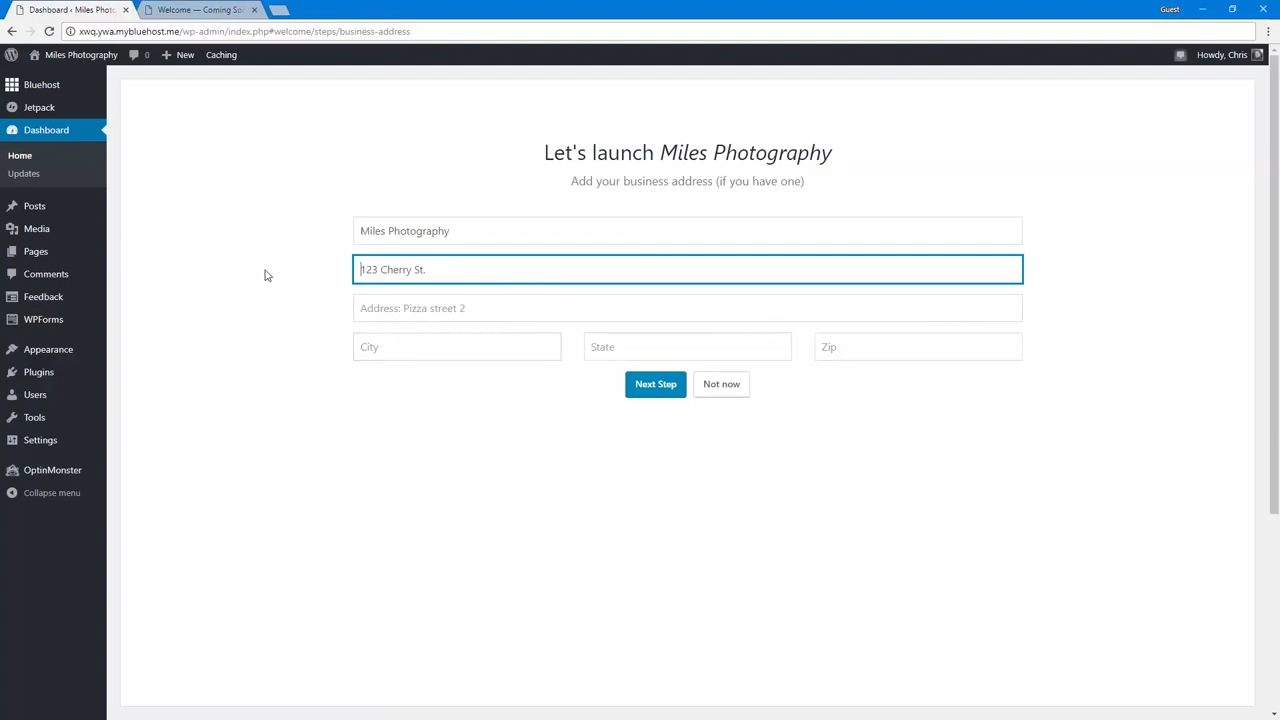 Dashboard ‹ Miles Photogra
Welcome — Coming Soo
Guest
xwq.ywa.mybluehost.me/wp-admin/index.php#welcome/steps/business-address
Miles Photography
0
New
Caching
Howdy, Chris
Bluehost
Jetpack
Dashboard
Home
Updates
Posts
Media
Pages
Comments
Feedback
WPForms
Appearance
Plugins
Users
Tools
Settings
OptinMonster
Collapse menu
Let's launch Miles Photography
Add your business address (if you have one)
Miles Photography
123 Cherry St.
Address: Pizza street 2
City
State
Zip
Next Step
Not now